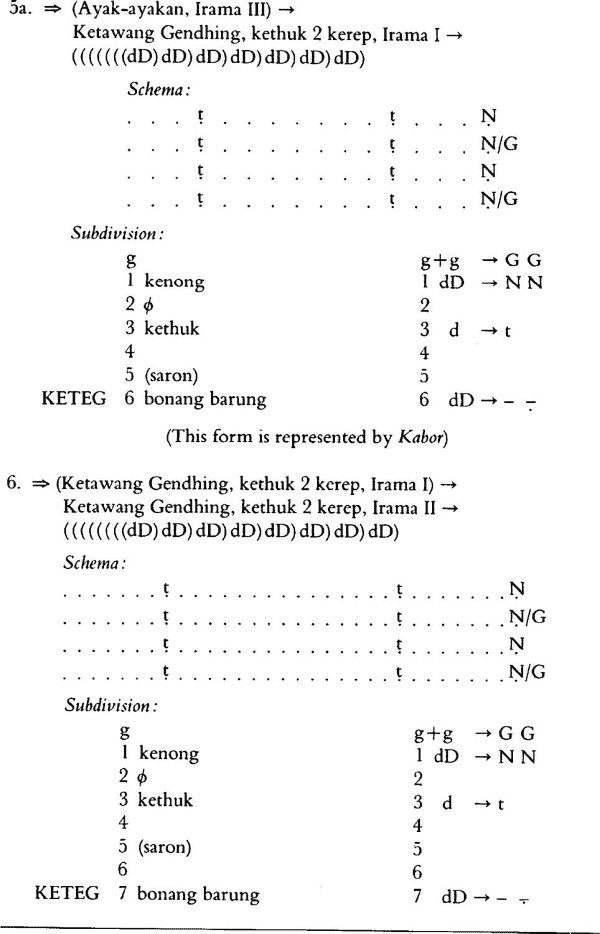 5a. ⇒ (Ayak-ayakan, Irama III) →
Ketawang Gendhing, kethuk 2 kerep, Irama I →
(((((((dD) dD) dD) dD) dD) dD) dD)
Schema:
. . . ṭ . . . . . . . ṭ . . . Ṇ
. . . ṭ . . . . . . . ṭ . . . Ṇ/G
. . . ṭ . . . . . . . ṭ . . . Ṇ
. . . ṭ . . . . . . . ṭ . . . Ṇ/G
Subdivision:
g g+g → G G
1 kenong 1 dD → N N
2 ϕ 2
3 kethuk 3 d → t
4 4
5 (saron) 5
KETEG 6 bonang barung 6 dD → – –̣
(This form is represented by Kabor)
6. ⇒ (Ketawang Gendhing, kethuk 2 kerep, Irama I) →
Ketawang Gendhing, kethuk 2 kerep, Irama II →
((((((((dD) dD) dD) dD) dD) dD) dD) dD)
Schema:
. . . . . . . ṭ . . . . . . . . . . . . . . . ṭ . . . . . . . Ṇ
. . . . . . . ṭ . . . . . . . . . . . . . . . ṭ . . . . . . . Ṇ/G
. . . . . . . ṭ . . . . . . . . . . . . . . . ṭ . . . . . . . Ṇ
. . . . . . . ṭ . . . . . . . . . . . . . . . ṭ . . . . . . . Ṇ/G
Subdivision:
g g+g → G G
1 kenong 1 dD → N N
2 ϕ 2
3 kethuk 3 d → t
4 4
5 (saron) 5
6 6
KETEG 7 bonang barung 7 dD → – –̣